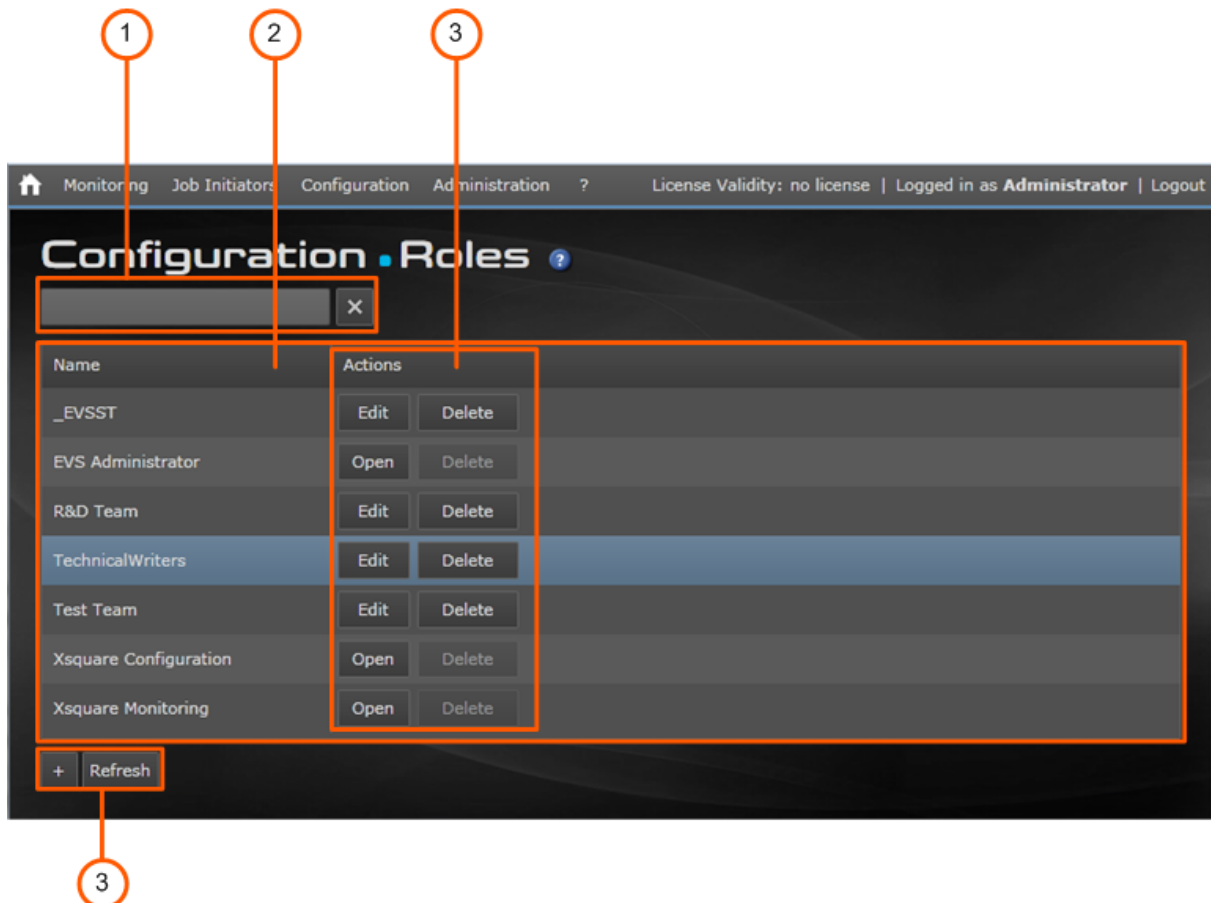 1 2 3
Monitoring Job Initiators Configuration Administration ? License Validity: no license | Logged in as Administrator | Logout
Configuration Roles ?
×
Name Actions
_EVSST Edit Delete
EVS Administrator Open Delete
R&D Team Edit Delete
TechnicalWriters Edit Delete
Test Team Edit Delete
Xsquare Configuration Open Delete
Xsquare Monitoring Open Delete
+ Refresh
3